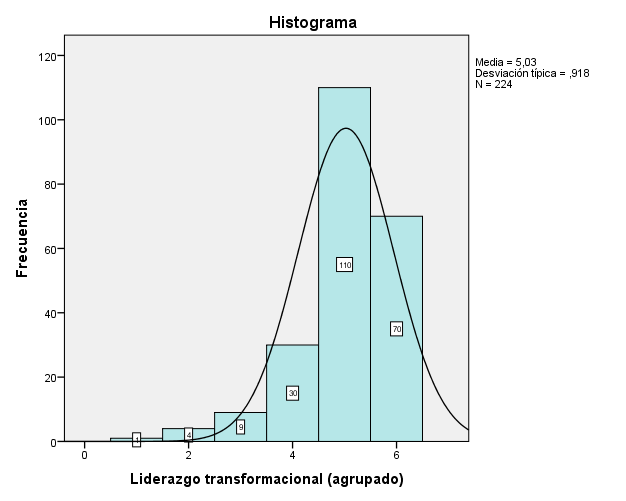 Histograma
Media = 5,03
Desviación típica = ,918
N = 224
Frecuencia
120
100
80
60
40
20
0
1
4
9
30
110
70
0
2
4
6
Liderazgo transformacional (agrupado)